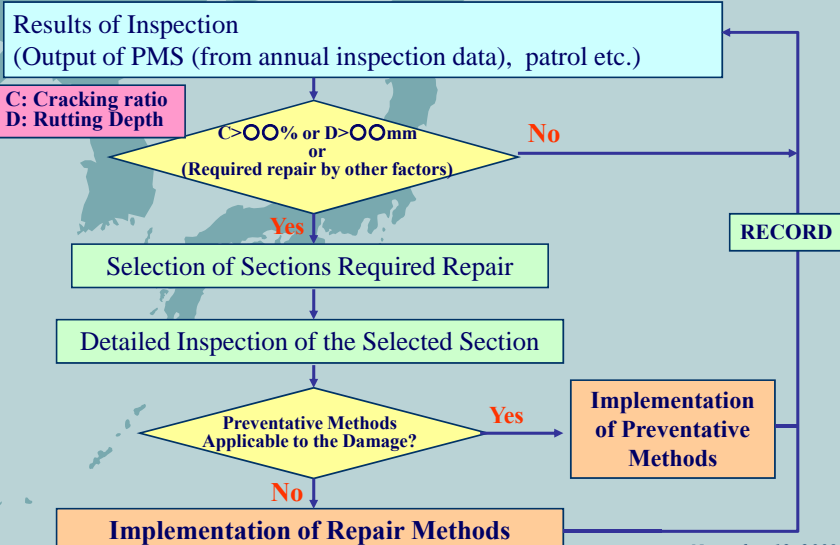 Results of Inspection
(Output of PMS (from annual inspection data), patrol etc.)
C: Cracking ratio
D: Rutting Depth
C>○○% or D>○○mm
or
(Required repair by other factors)
No
Yes
RECORD
Selection of Sections Required Repair
Detailed Inspection of the Selected Section
Preventative Methods
Applicable to the Damage?
Yes
Implementation
of Preventative
Methods
No
Implementation of Repair Methods